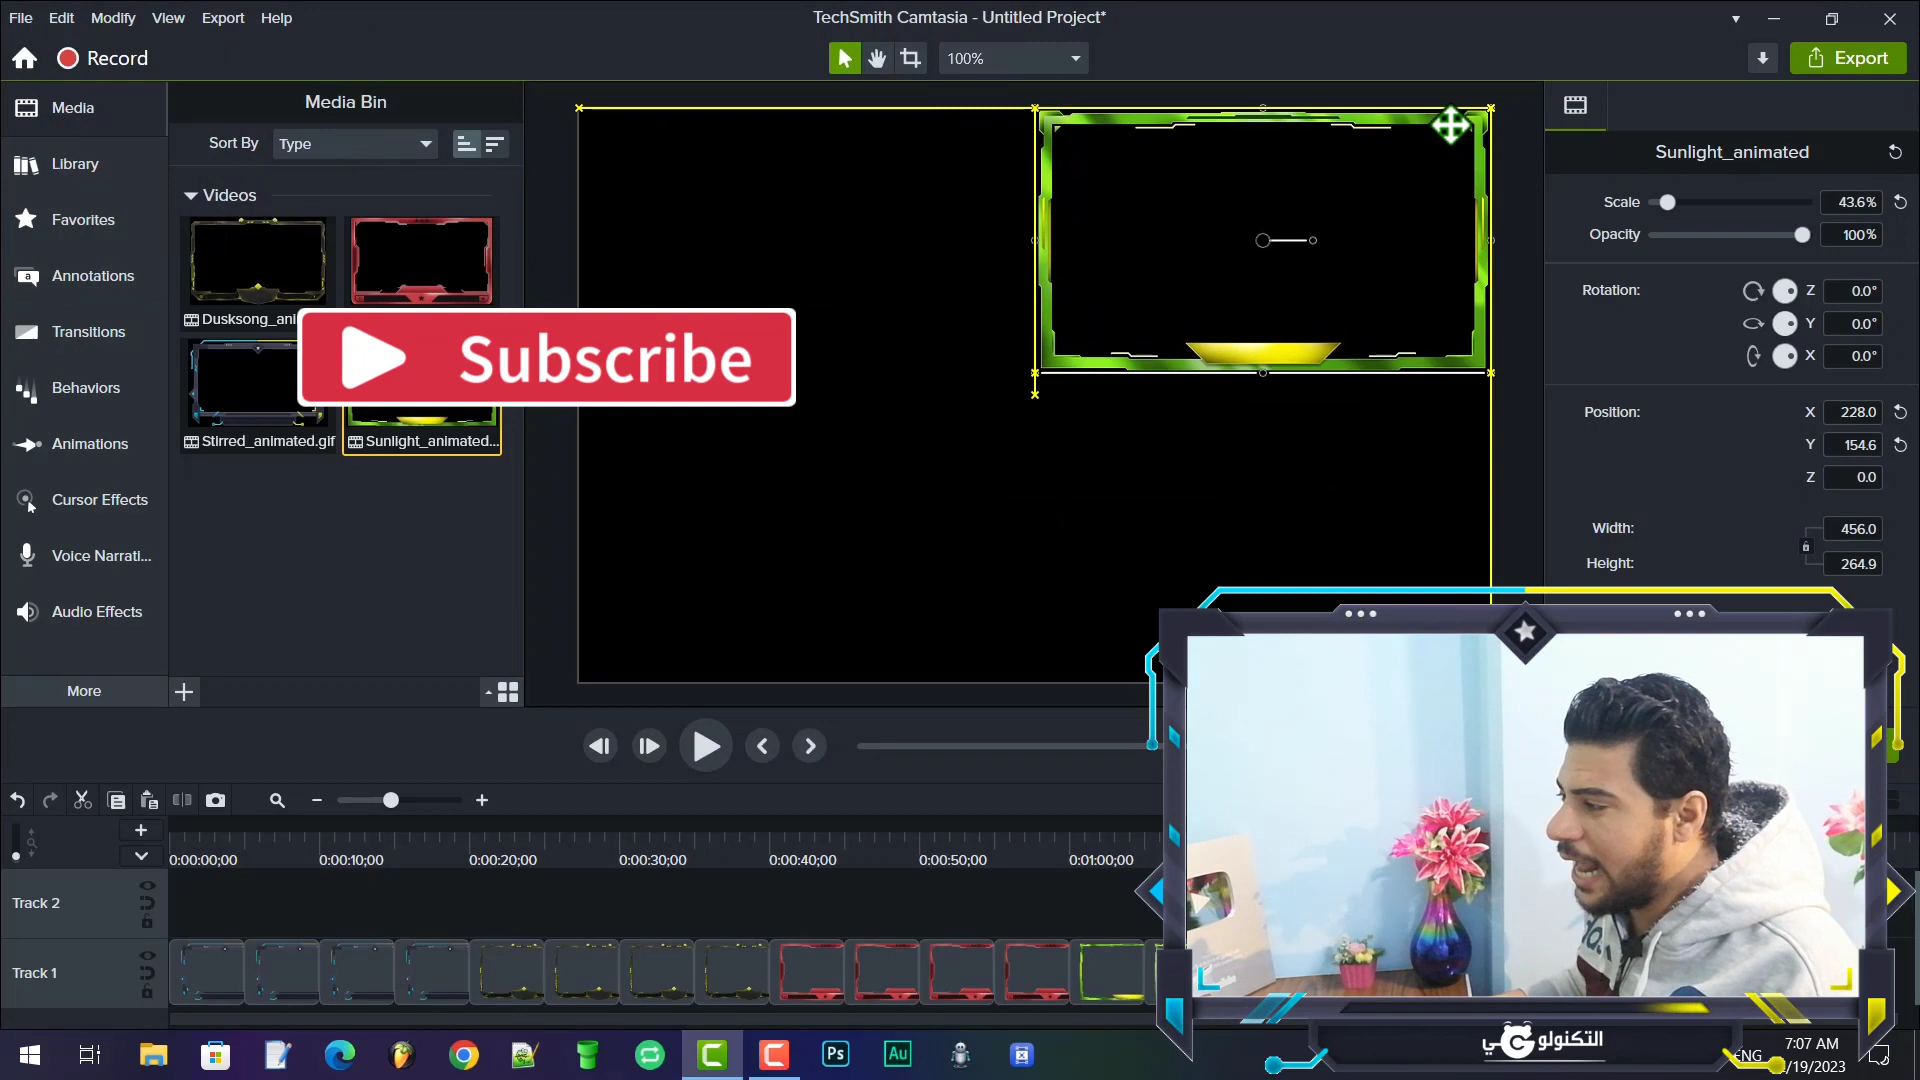 File Edit Modify View Export Help
TechSmith Camtasia - Untitled Project*
Record
100%
Export
Media
Library
Favorites
Annotations
Transitions
Behaviors
Animations
Cursor Effects
Voice Narrati...
Audio Effects
More
Media Bin
Sort By Type
Videos
Dusksong_ani
Stirred_animated.gif
Sunlight_animated...
Subscribe
Sunlight_animated
Scale 43.6%
Opacity 100%
Rotation: Z 0.0°
Y 0.0°
X 0.0°
Position: X 228.0
Y 154.6
Z 0.0
Width: 456.0
Height: 264.9
0:00:00;00 0:00:10;00 0:00:20;00 0:00:30;00 0:00:40;00 0:00:50;00 0:01:00;00
Track 2
Track 1
Ps
Au
ENG
7:07 AM
/19/2023